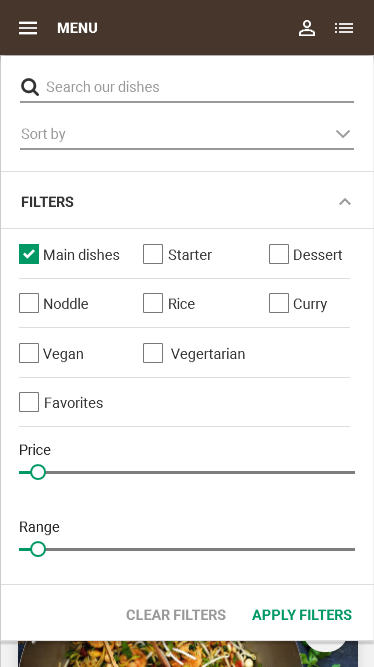 MENU
Search our dishes
Sort by
FILTERS
Main dishes Starter Dessert
Noddle Rice Curry
Vegan Vegertarian
Favorites
Price
Range
CLEAR FILTERS APPLY FILTERS